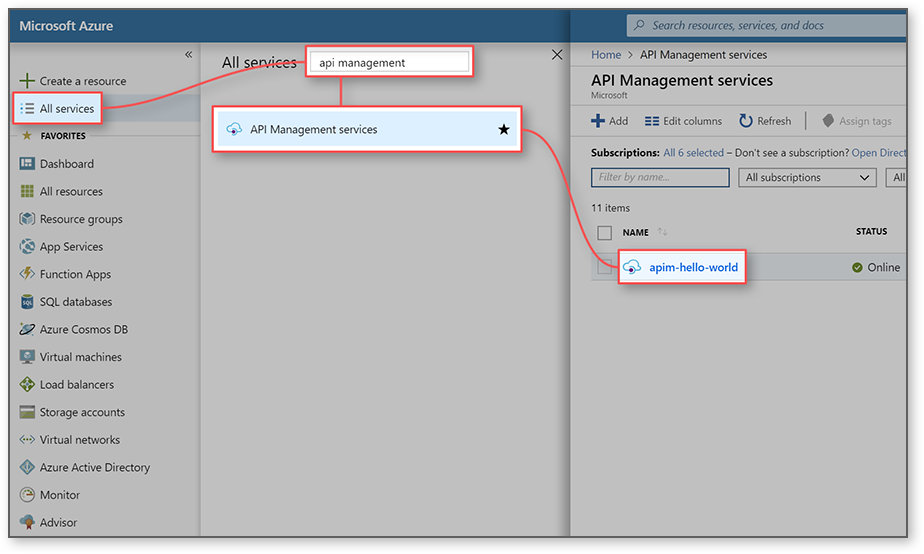 Microsoft Azure
Search resources, services, and docs
«
Create a resource
All services
FAVORITES
Dashboard
All resources
Resource groups
App Services
Function Apps
SQL databases
Azure Cosmos DB
Virtual machines
Load balancers
Storage accounts
Virtual networks
Azure Active Directory
Monitor
Advisor
All services
api management
API Management services
Home > API Management services
API Management services
Microsoft
Add Edit columns Refresh Assign tags
Subscriptions: All 6 selected – Don't see a subscription? Open Direct
Filter by name... All subscriptions All
11 items
NAME STATUS
apim-hello-world Online